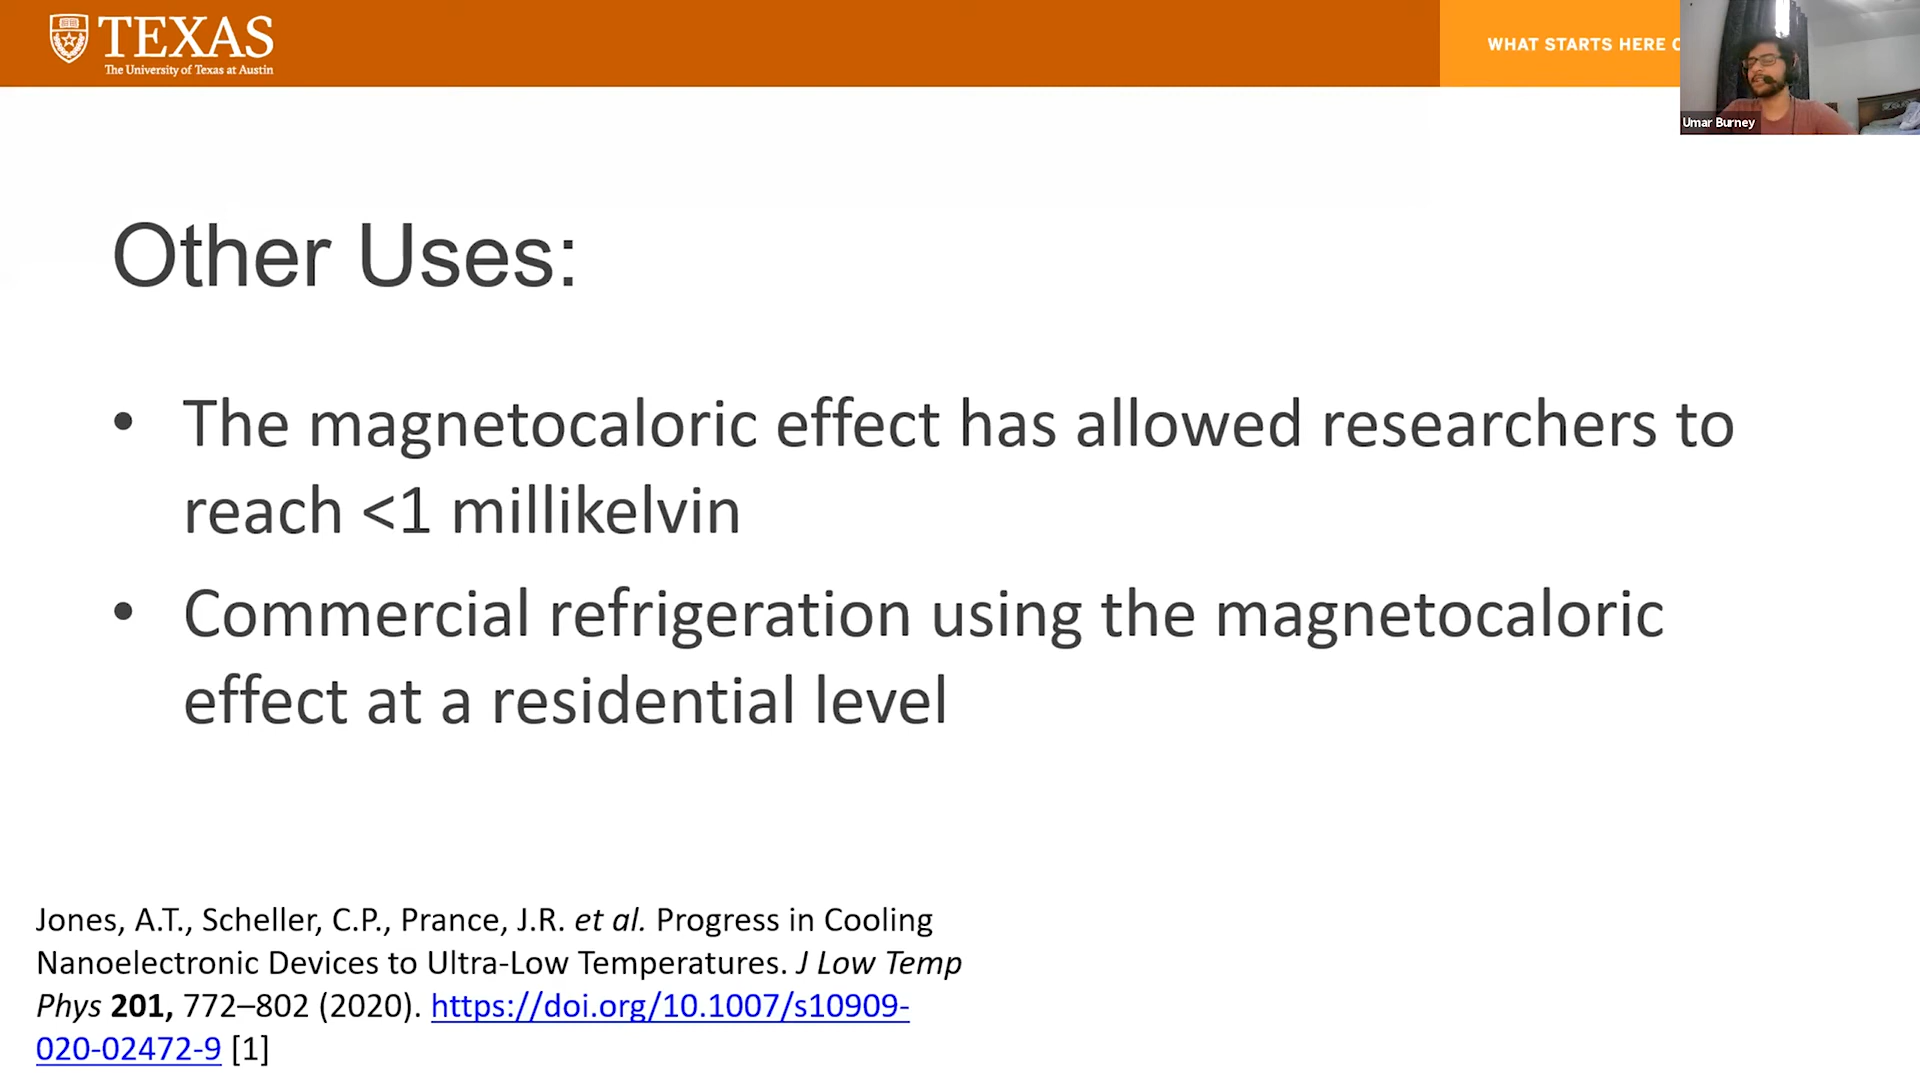 TEXAS
The University of Texas at Austin
WHAT STARTS HERE
Umar Burney
Other Uses:
• The magnetocaloric effect has allowed researchers to
reach <1 millikelvin
• Commercial refrigeration using the magnetocaloric
effect at a residential level
Jones, A.T., Scheller, C.P., Prance, J.R. et al. Progress in Cooling
Nanoelectronic Devices to Ultra-Low Temperatures. J Low Temp
Phys 201, 772–802 (2020). https://doi.org/10.1007/s10909-
020-02472-9 [1]